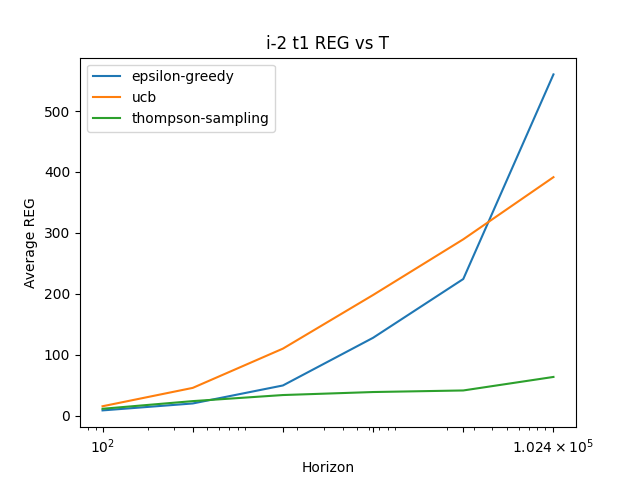 i-2 t1 REG vs T
epsilon-greedy
ucb
thompson-sampling
Average REG
500
400
300
200
100
0
10²
1.024 × 10⁵
Horizon